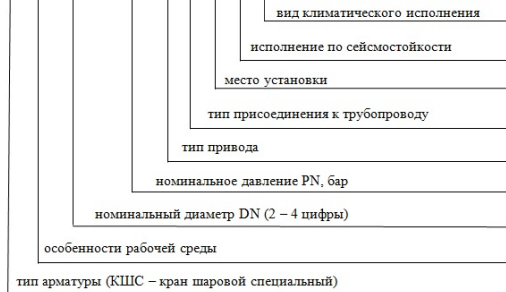 вид климатического исполнения
исполнение по сейсмостойкости
место установки
тип присоединения к трубопроводу
тип привода
номинальное давление PN, бар
номинальный диаметр DN (2 – 4 цифры)
особенности рабочей среды
тип арматуры (КШС – кран шаровой специальный)